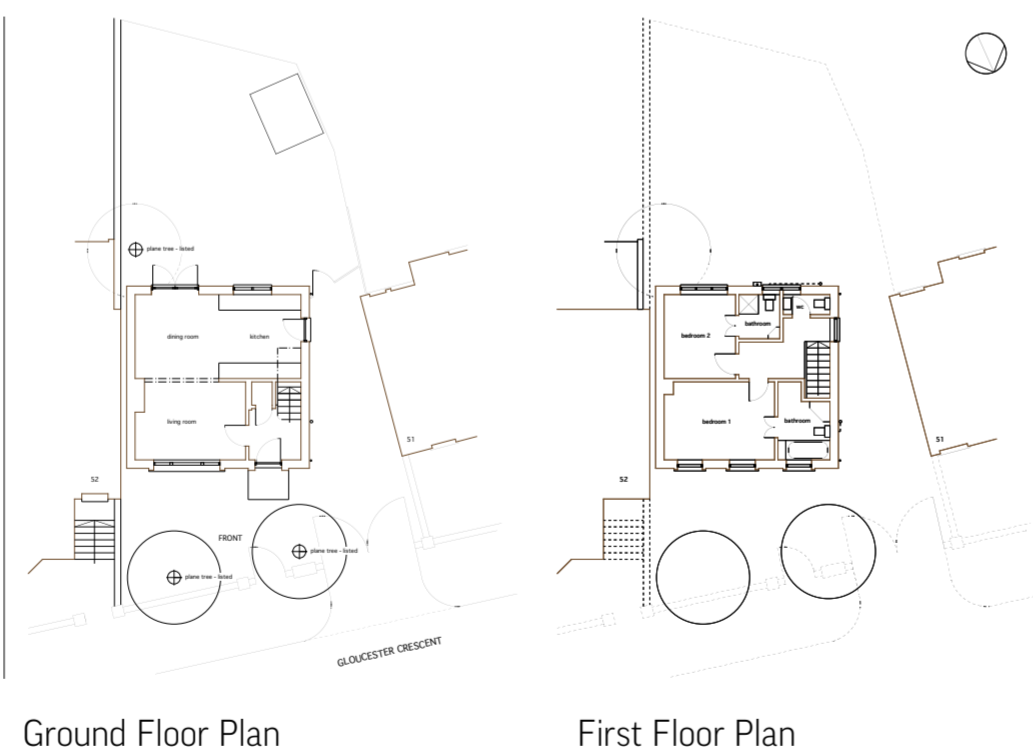 plane tree - listed
dining room
kitchen
living room
S1
S2
FRONT
plane tree - listed
plane tree - listed
GLOUCESTER CRESCENT
Ground Floor Plan
wc
bathroom
bedroom 2
bedroom 1
bathroom
S1
S2
First Floor Plan